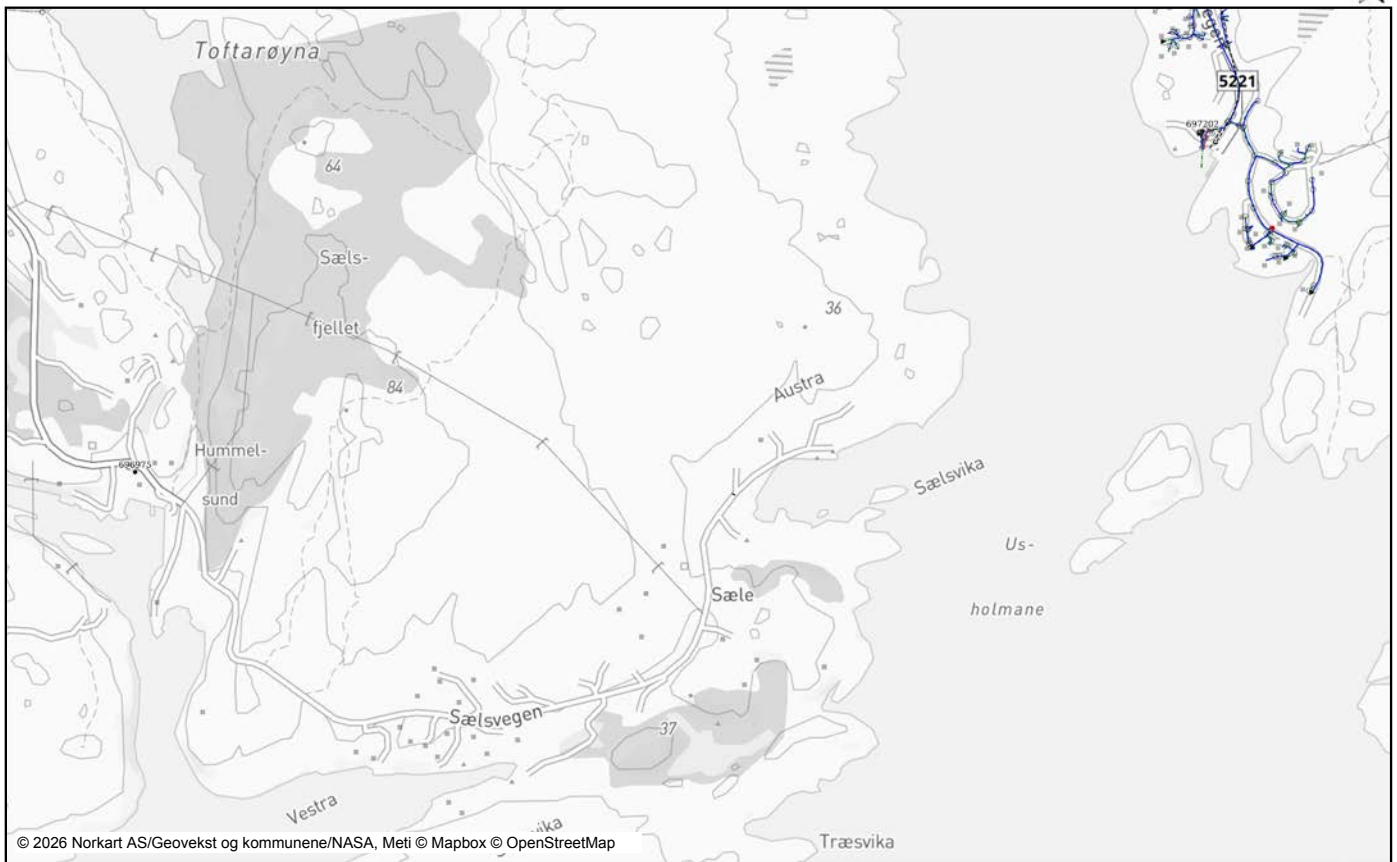 Toftarøyna
5221
697202
64
Sæls-
fjellet
36
84
Austra
Hummel-
696975
sund
Sælsvika
Us-
Sæle
holmane
Sælsvegen
37
Vestra
vika
Træsvika
© 2026 Norkart AS/Geovekst og kommunene/NASA, Meti © Mapbox © OpenStreetMap